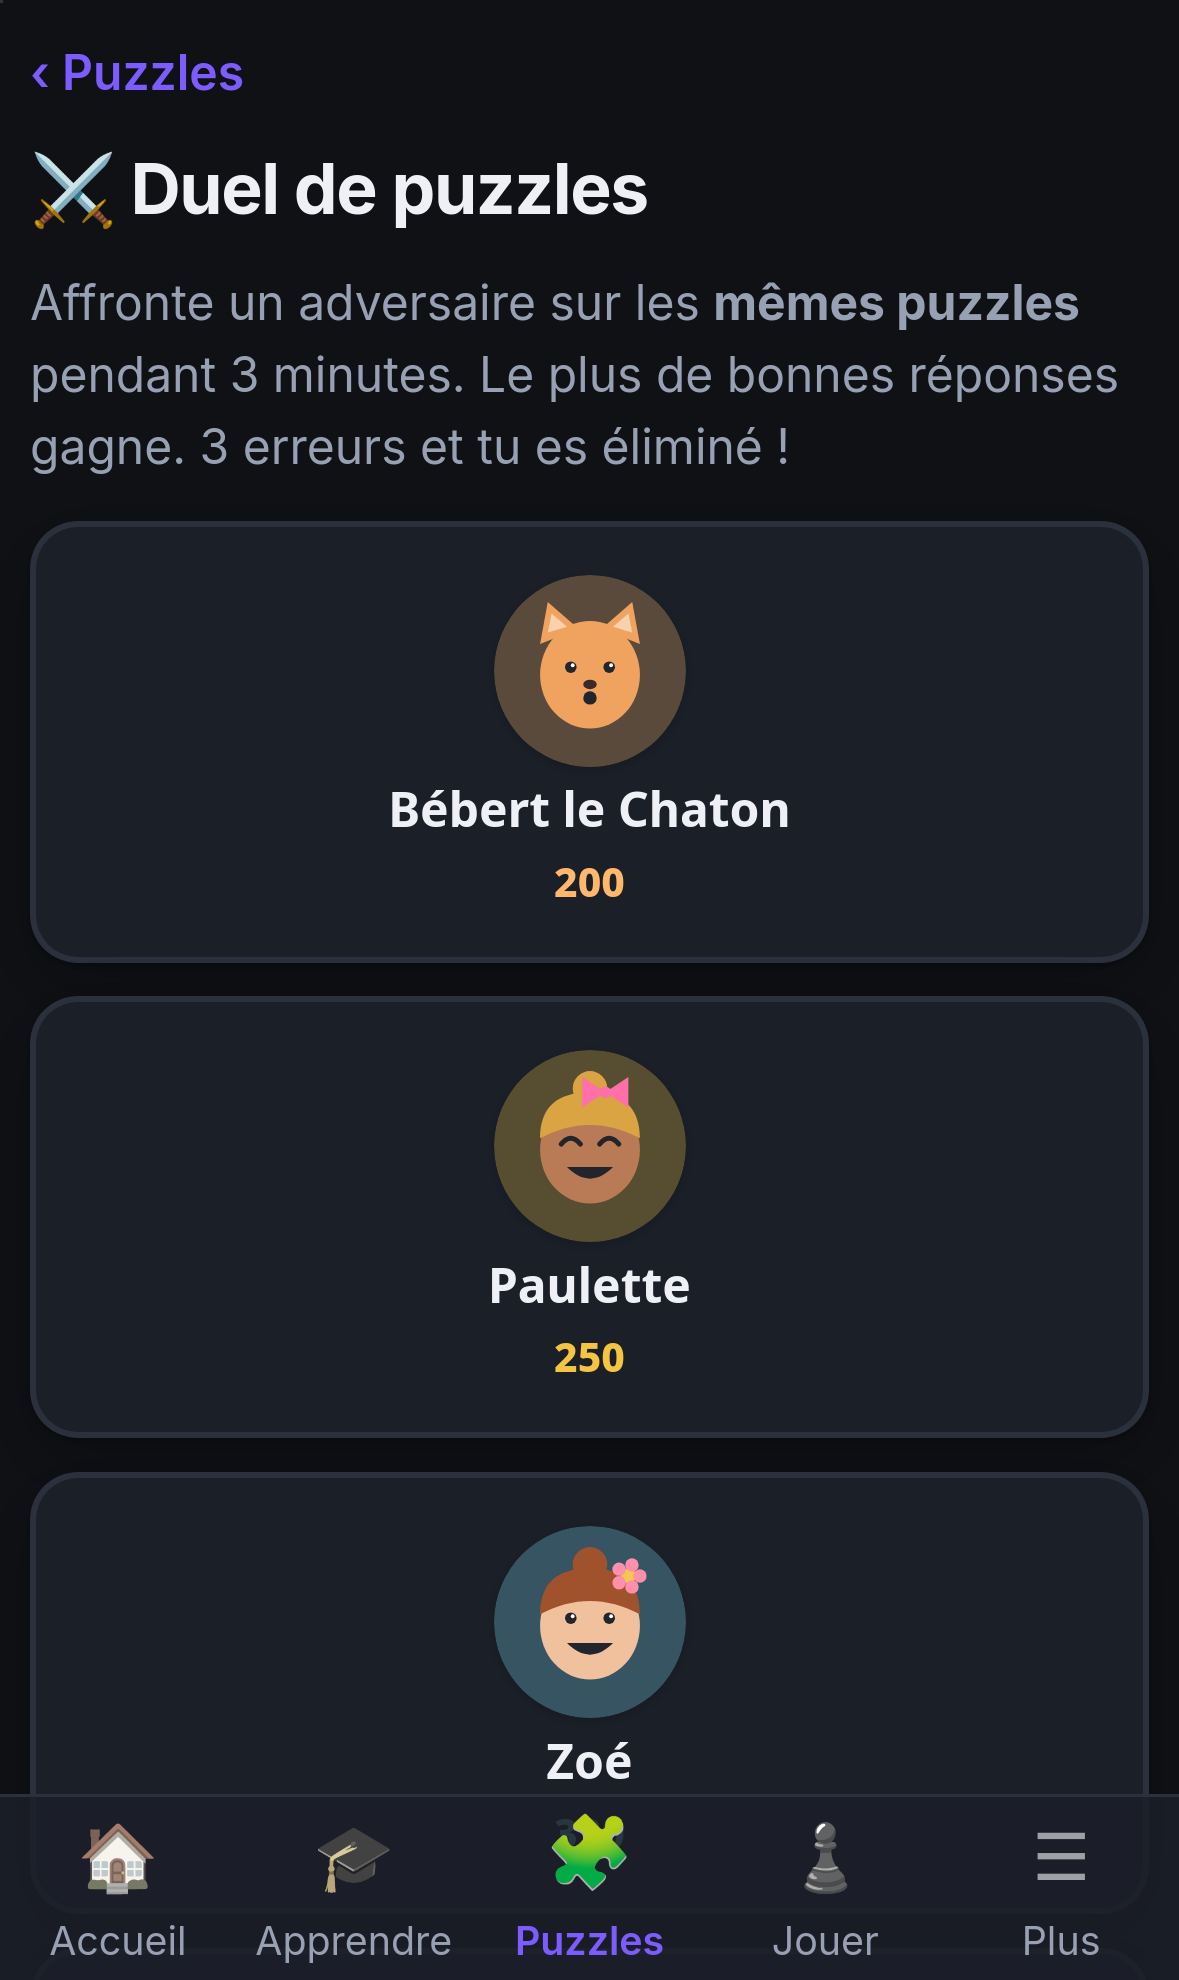 ‹ Puzzles
Duel de puzzles
Affronte un adversaire sur les mêmes puzzles
pendant 3 minutes. Le plus de bonnes réponses
gagne. 3 erreurs et tu es éliminé !
Bébert le Chaton
200
Paulette
250
Zoé
Accueil
Apprendre
Puzzles
Jouer
Plus